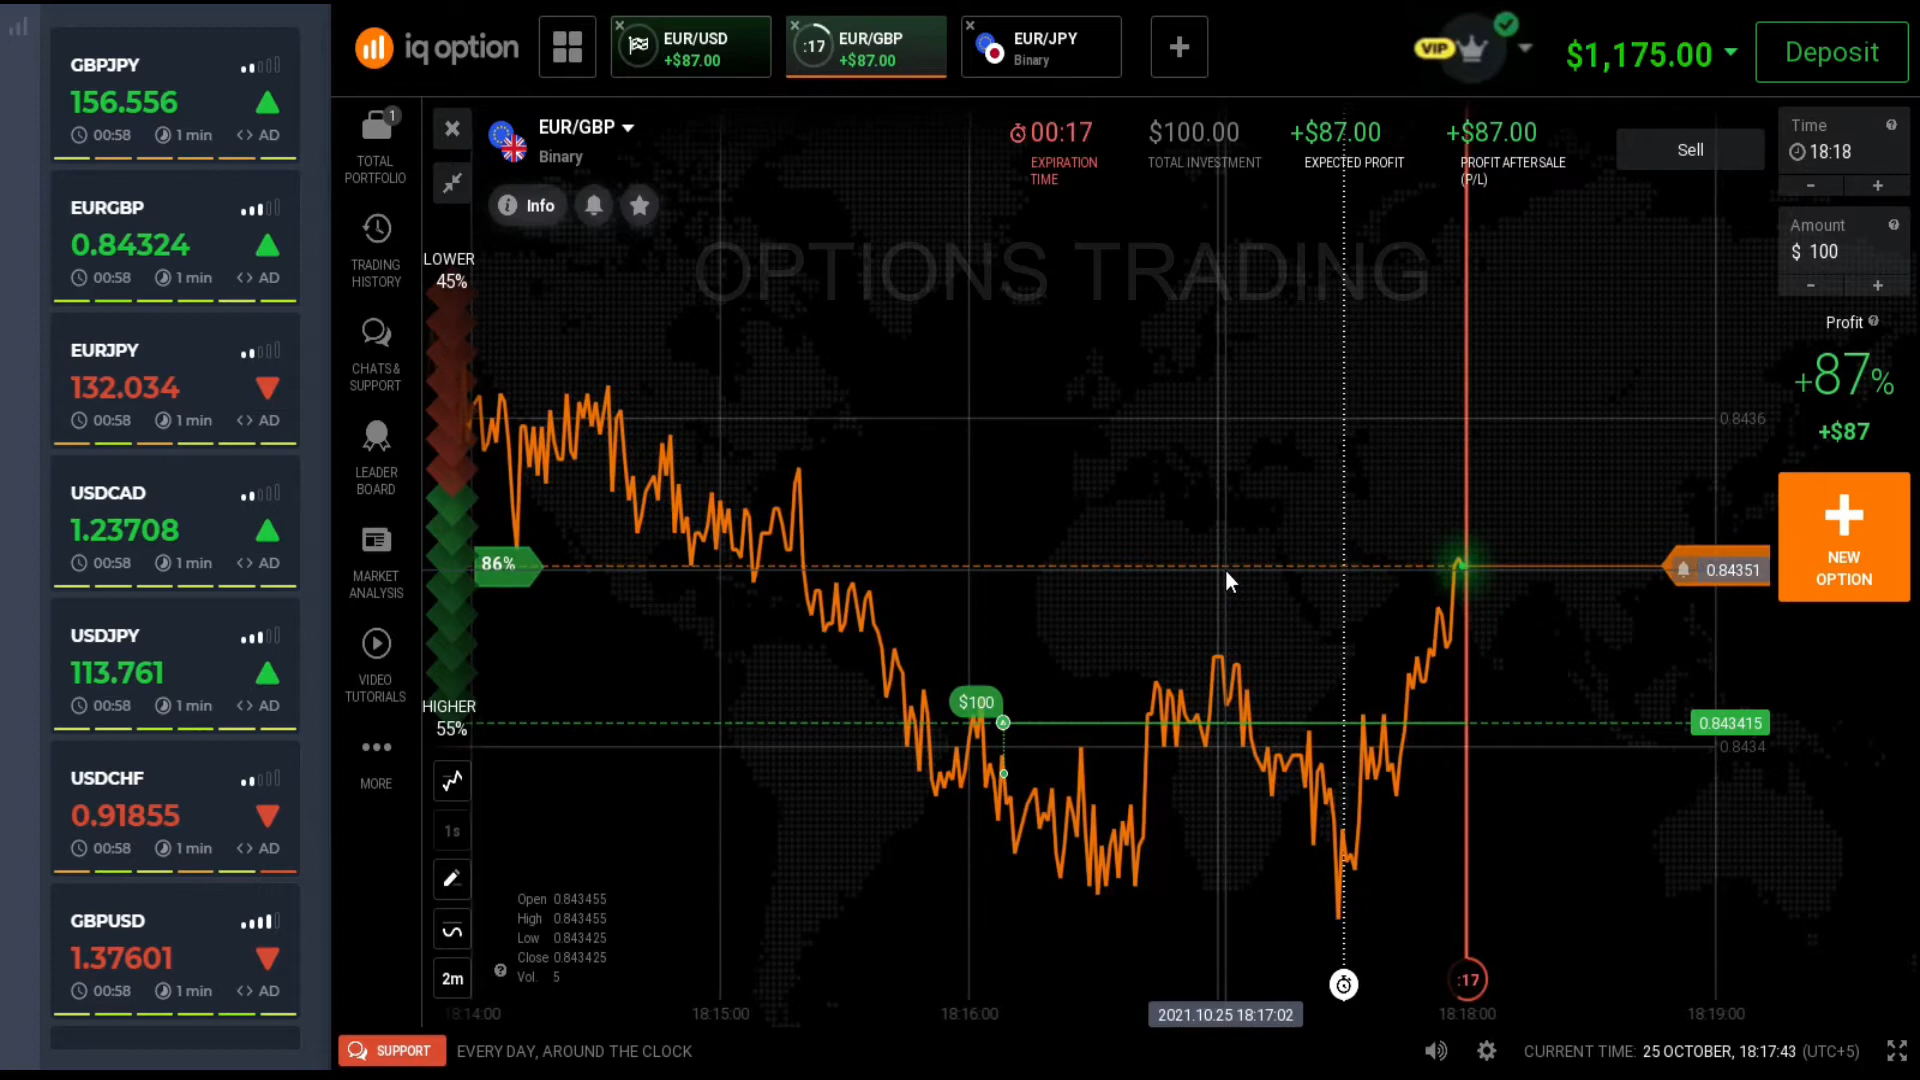 GBPJPY
156.556
00:58 1 min <> AD
EURGBP
0.84324
00:58 1 min <> AD
EURJPY
132.034
00:58 1 min <> AD
USDCAD
1.23708
00:58 1 min <> AD
USDJPY
113.761
00:58 1 min <> AD
USDCHF
0.91855
00:58 1 min <> AD
GBPUSD
1.37601
00:58 1 min <> AD
iq option
EUR/USD
+$87.00
:17
EUR/GBP
+$87.00
EUR/JPY
Binary
VIP
$1,175.00
Deposit
1
TOTAL
PORTFOLIO
TRADING
HISTORY
CHATS &
SUPPORT
LEADER
BOARD
MARKET
ANALYSIS
VIDEO
TUTORIALS
MORE
EUR/GBP
Binary
Info
00:17
EXPIRATION
TIME
$100.00
TOTAL INVESTMENT
+$87.00
EXPECTED PROFIT
+$87.00
PROFIT AFTER SALE
(P/L)
Sell
OPTIONS TRADING
LOWER
45%
86%
HIGHER
55%
$100
0.8436
0.84351
0.843415
0.8434
1s
2m
Open 0.843455
High 0.843455
Low 0.843425
Close 0.843425
Vol. 5
:17
18:14:00
18:15:00
18:16:00
2021.10.25 18:17:02
18:18:00
18:19:00
Time
18:18
- +
Amount
$ 100
- +
Profit
+87%
+$87
+
NEW
OPTION
SUPPORT
EVERY DAY, AROUND THE CLOCK
CURRENT TIME: 25 OCTOBER, 18:17:43 (UTC+5)